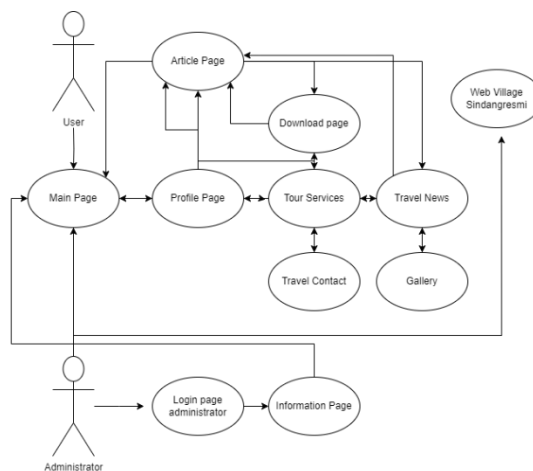 Article Page
Web Village
Sindangresmi
User
Download page
Main Page
Profile Page
Tour Services
Travel News
Travel Contact
Gallery
Login page
administrator
Information Page
Administrator